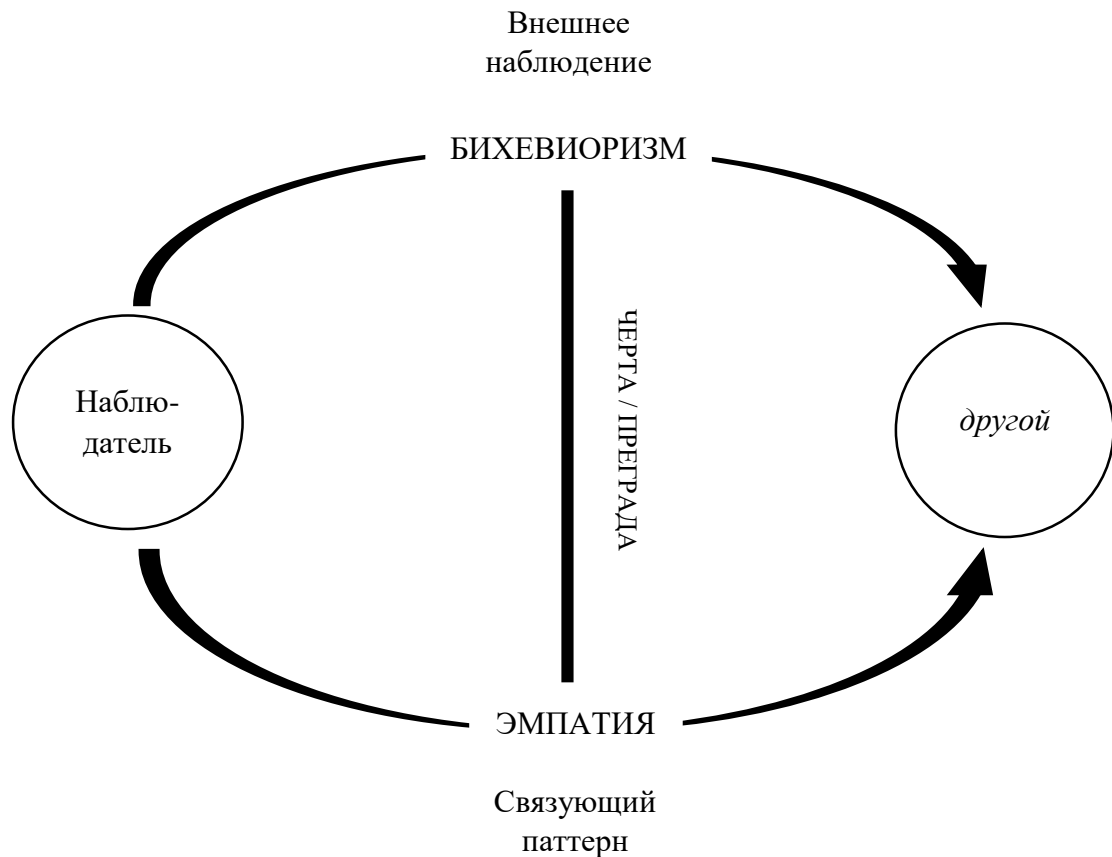 Внешнее
наблюдение
БИХЕВИОРИЗМ
Наблю-
датель
ЧЕРТА / ПРЕГРАДА
другой
ЭМПАТИЯ
Связующий
паттерн